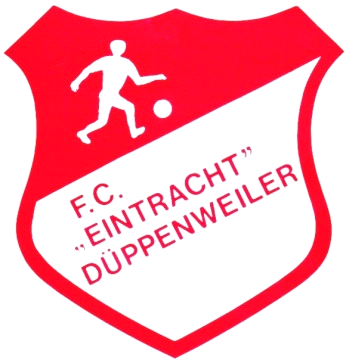 F.C.
„EINTRACHT”
DÜPPENWEILER